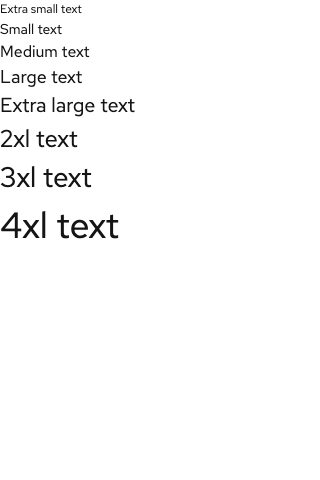 Extra small text
Small text
Medium text
Large text
Extra large text
2xl text
3xl text
4xl text